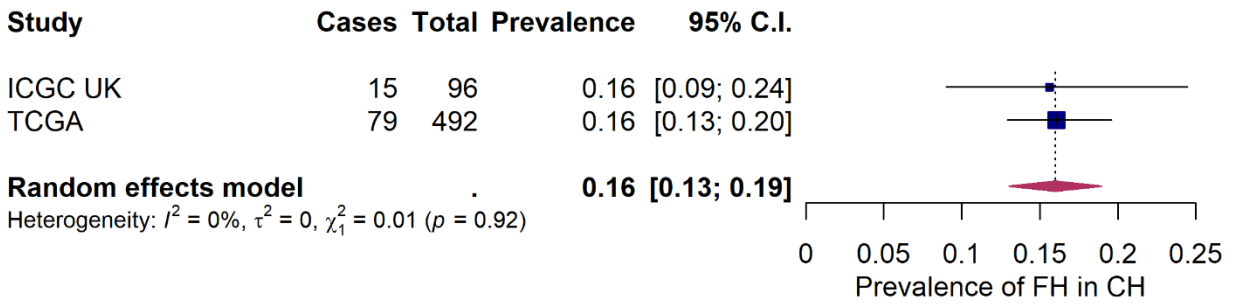 Study Cases Total Prevalence 95% C.I.
ICGC UK 15 96 0.16 [0.09; 0.24]
TCGA 79 492 0.16 [0.13; 0.20]
Random effects model . 0.16 [0.13; 0.19]
Heterogeneity: I² = 0%, τ² = 0, χ²₁ = 0.01 (p = 0.92)
0 0.05 0.1 0.15 0.2 0.25
Prevalence of FH in CH